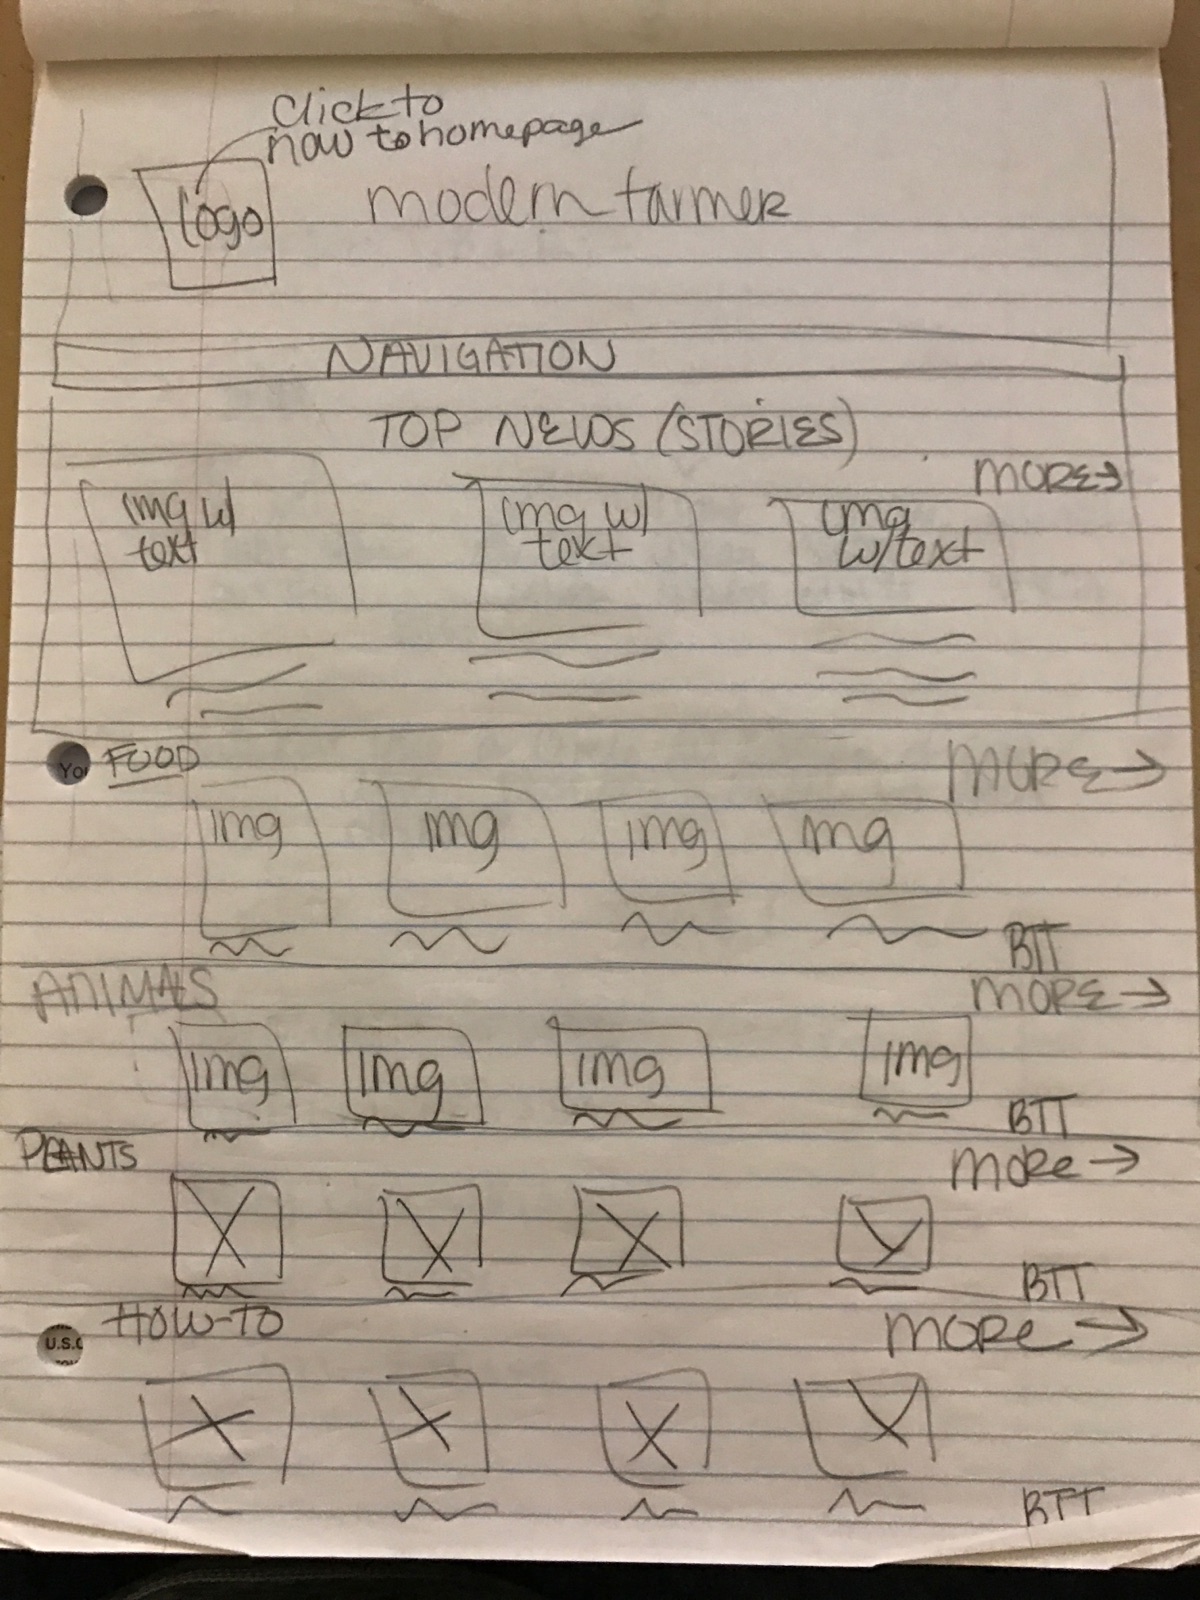 Click to
nav to homepage
Logo
modern farmer
NAVIGATION
TOP NEWS (STORIES)
MORE→
img w/
text
img w/
text
img
w/text
FOOD
MORE→
img
img
img
img
BTT
ANIMALS
MORE→
img
img
img
img
BTT
PLANTS
MORE→
BTT
HOW-TO
MORE→
BTT
You
U.S.